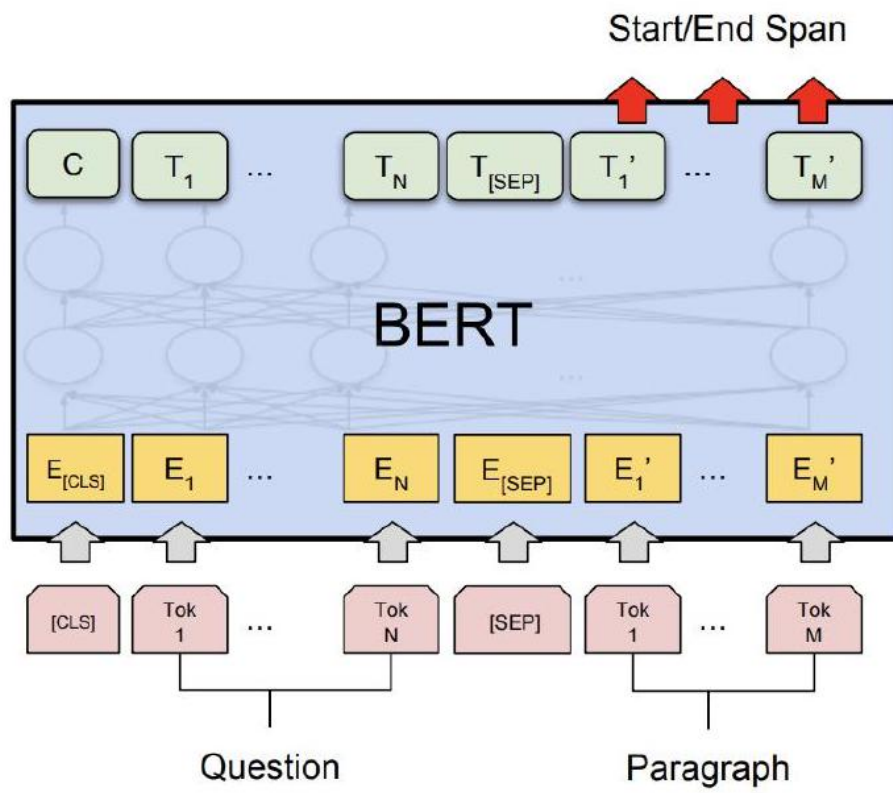 Start/End Span
C T1 ... TN T[SEP] T1’ ... TM’
...
BERT
...
E[CLS] E1 ... EN E[SEP] E1’ ... EM’
[CLS] Tok 1 ... Tok N [SEP] Tok 1 ... Tok M
Question Paragraph